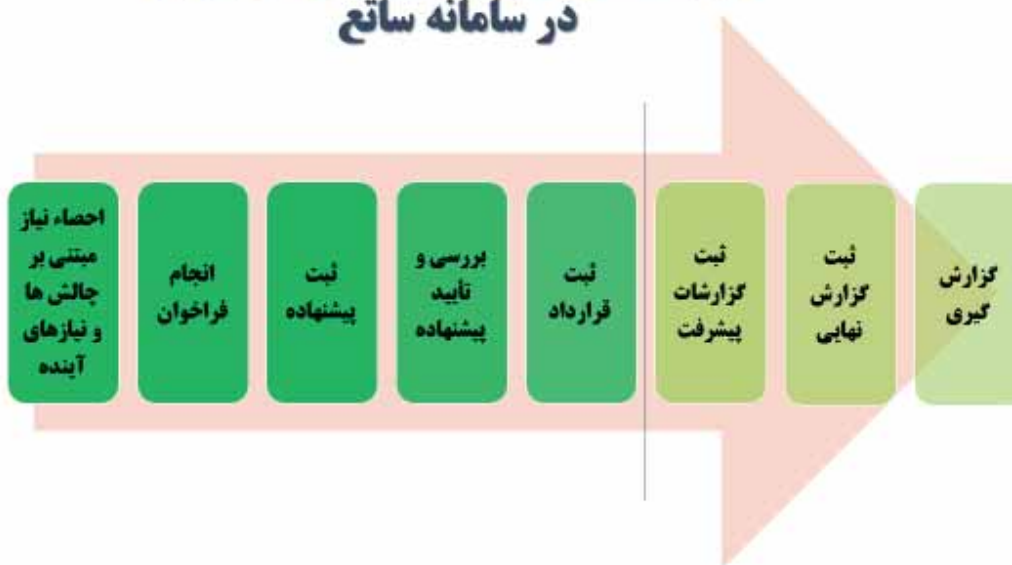 در سامانه ساتع
احصاء نیاز
مبتنی بر
چالش ها
و نیازهای
آینده
انجام
فراخوان
ثبت
پیشنهاده
بررسی و
تأیید
پیشنهاده
ثبت
قرارداد
ثبت
گزارشات
پیشرفت
ثبت
گزارش
نهایی
گزارش
گیری